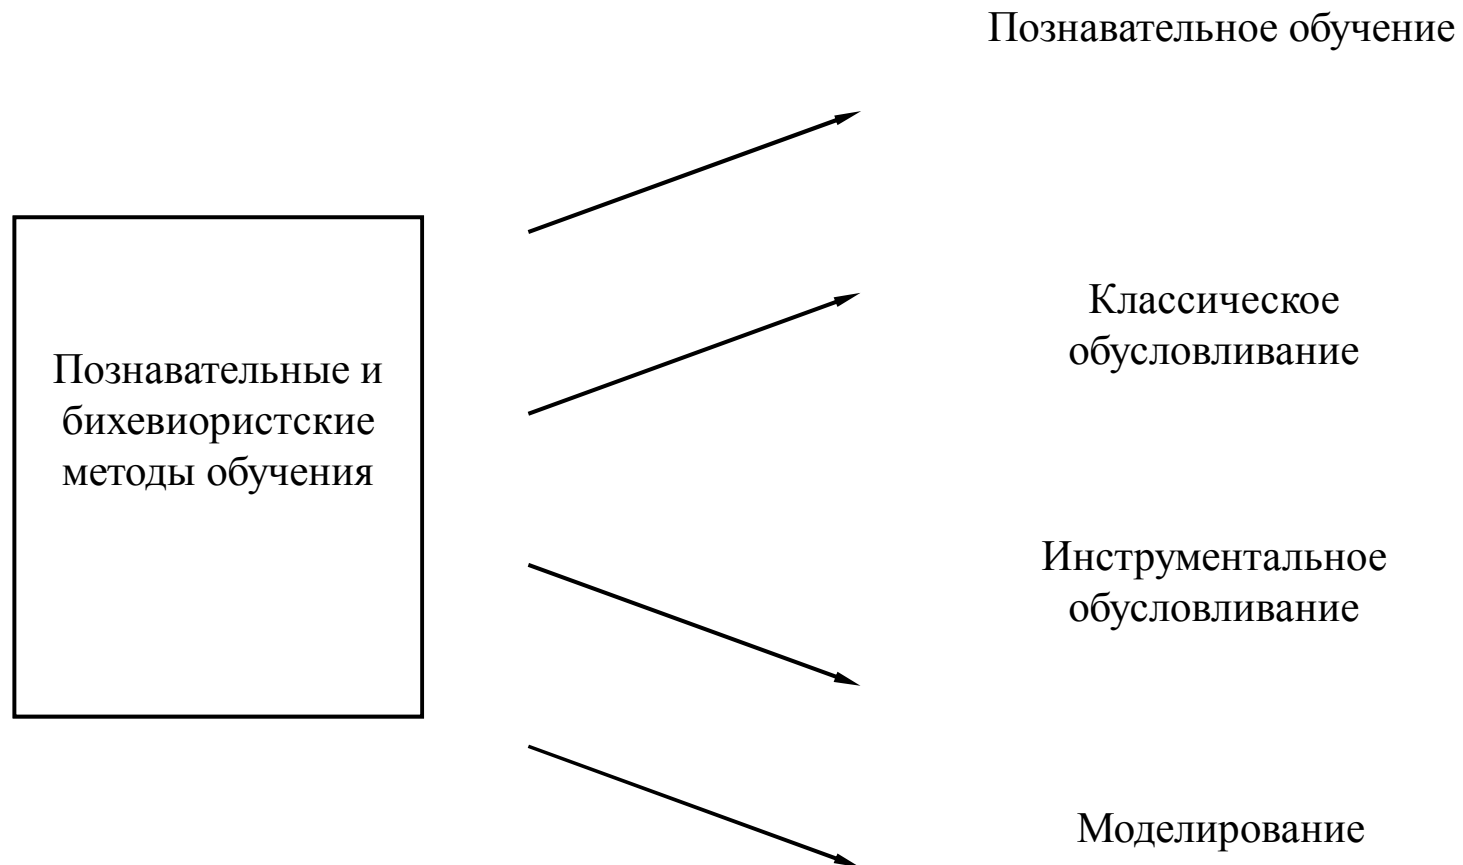 Познавательное обучение
Познавательные и
бихевиористские
методы обучения
Классическое
обусловливание
Инструментальное
обусловливание
Моделирование